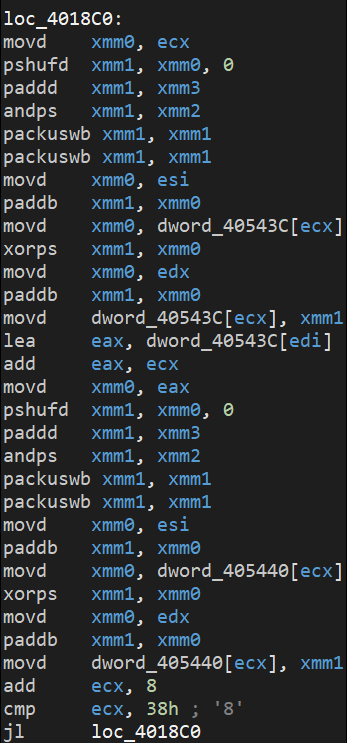 loc_4018C0:
movd xmm0, ecx
pshufd xmm1, xmm0, 0
paddd xmm1, xmm3
andps xmm1, xmm2
packuswb xmm1, xmm1
packuswb xmm1, xmm1
movd xmm0, esi
paddb xmm1, xmm0
movd xmm0, dword_40543C[ecx]
xorps xmm1, xmm0
movd xmm0, edx
paddb xmm1, xmm0
movd dword_40543C[ecx], xmm1
lea eax, dword_40543C[edi]
add eax, ecx
movd xmm0, eax
pshufd xmm1, xmm0, 0
paddd xmm1, xmm3
andps xmm1, xmm2
packuswb xmm1, xmm1
packuswb xmm1, xmm1
movd xmm0, esi
paddb xmm1, xmm0
movd xmm0, dword_405440[ecx]
xorps xmm1, xmm0
movd xmm0, edx
paddb xmm1, xmm0
movd dword_405440[ecx], xmm1
add ecx, 8
cmp ecx, 38h ; '8'
jl loc_4018C0